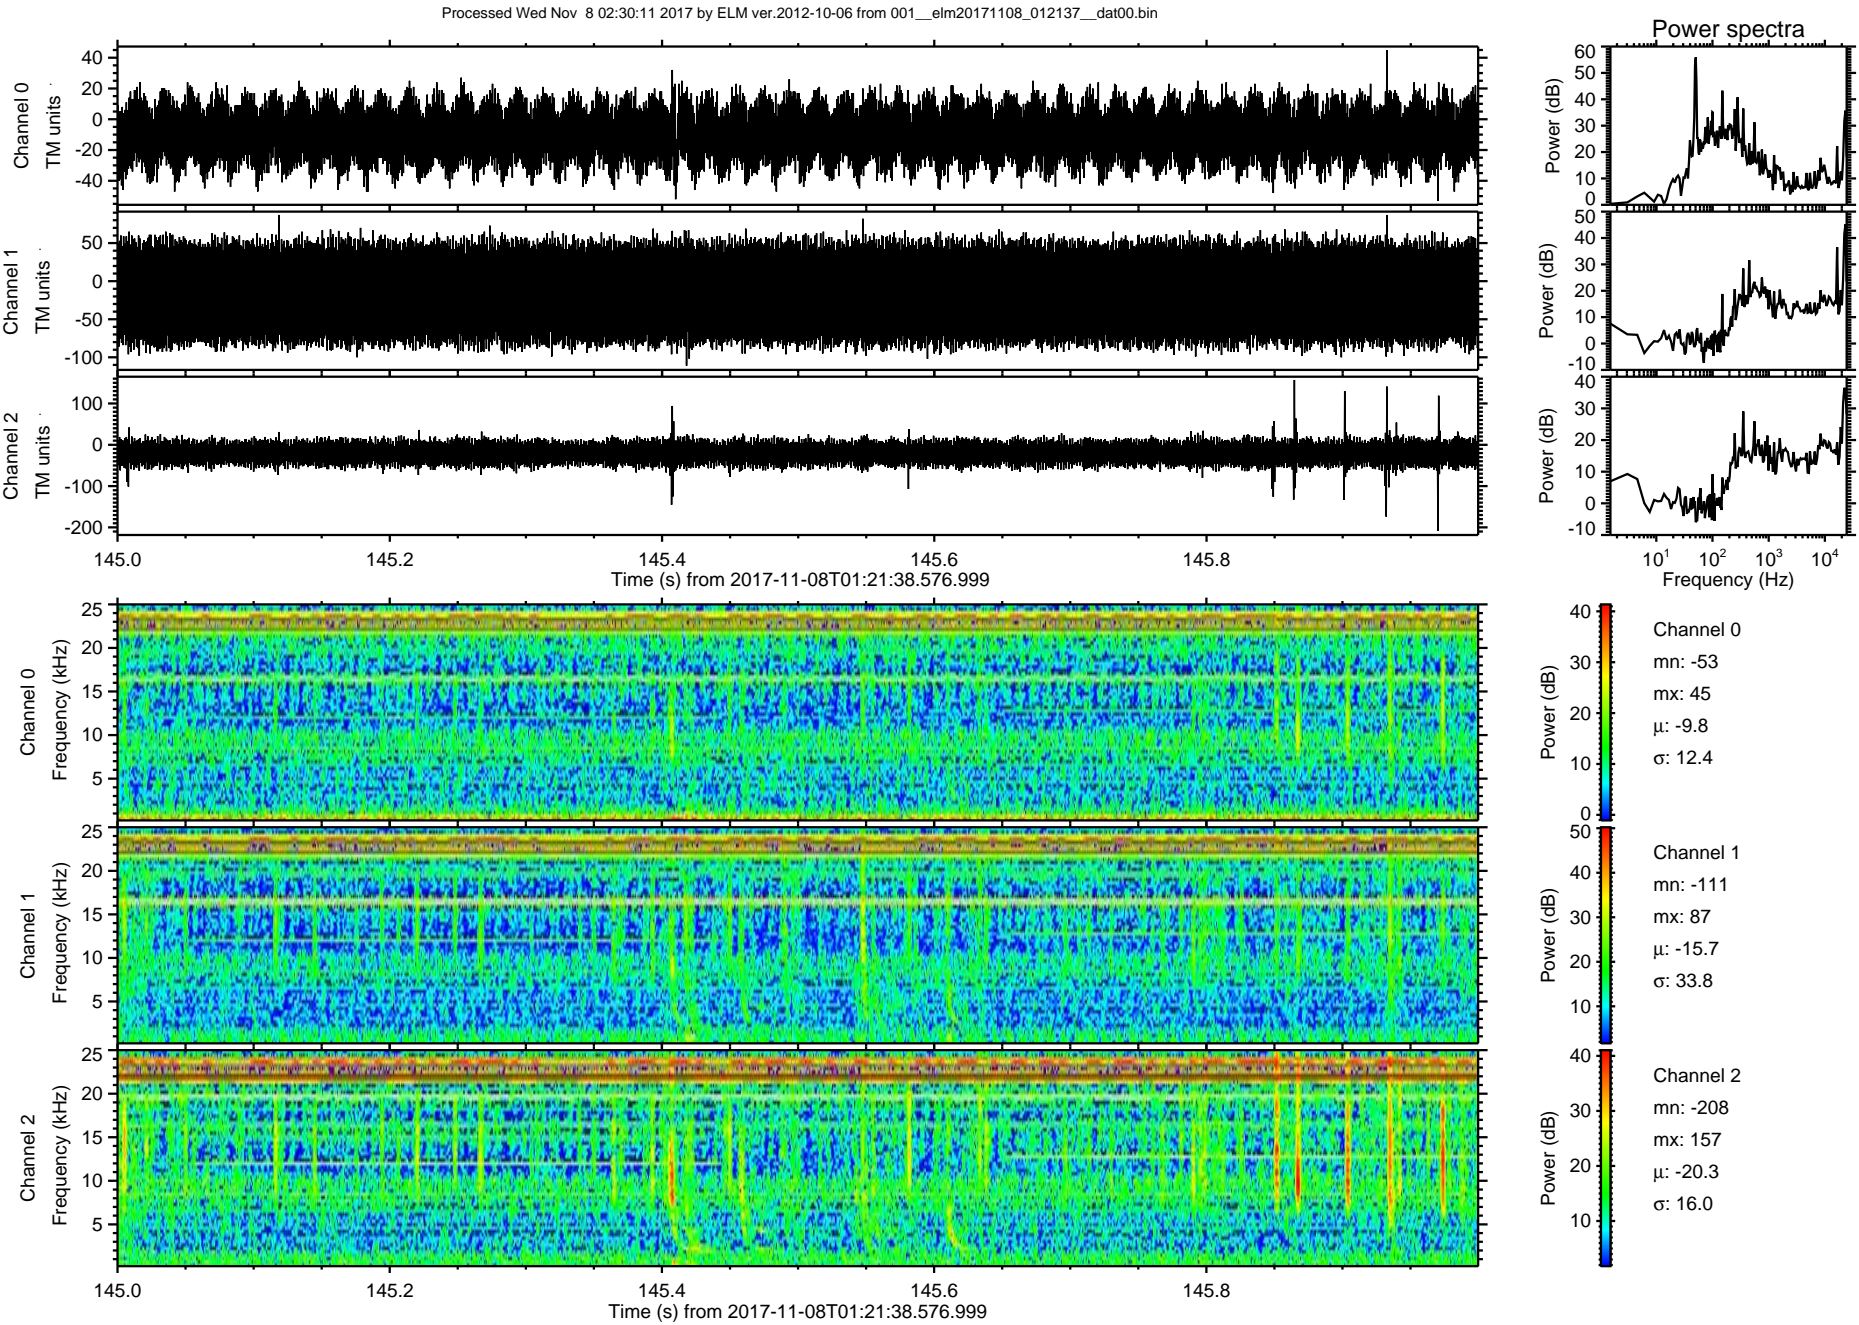 Processed Wed Nov  8 02:30:11 2017 by ELM ver.2012-10-06 from 001__elm20171108_012137__dat00.bin
Power spectra
Channel 0
TM units
40
20
0
-20
-40
Power (dB)
60
50
40
30
20
10
0
Channel 1
TM units
50
0
-50
-100
Power (dB)
50
40
30
20
10
0
-10
Channel 2
TM units
100
0
-100
-200
Power (dB)
40
30
20
10
0
-10
145.0 145.2 145.4 145.6 145.8
Time (s) from 2017-11-08T01:21:38.576.999
10^1 10^2 10^3 10^4
Frequency (Hz)
Channel 0
Frequency (kHz)
25
20
15
10
5
Power (dB)
40
30
20
10
0
Channel 0
mn: -53
mx: 45
μ: -9.8
σ: 12.4
Channel 1
Frequency (kHz)
25
20
15
10
5
Power (dB)
50
40
30
20
10
Channel 1
mn: -111
mx: 87
μ: -15.7
σ: 33.8
Channel 2
Frequency (kHz)
25
20
15
10
5
Power (dB)
40
30
20
10
Channel 2
mn: -208
mx: 157
μ: -20.3
σ: 16.0
145.0 145.2 145.4 145.6 145.8
Time (s) from 2017-11-08T01:21:38.576.999